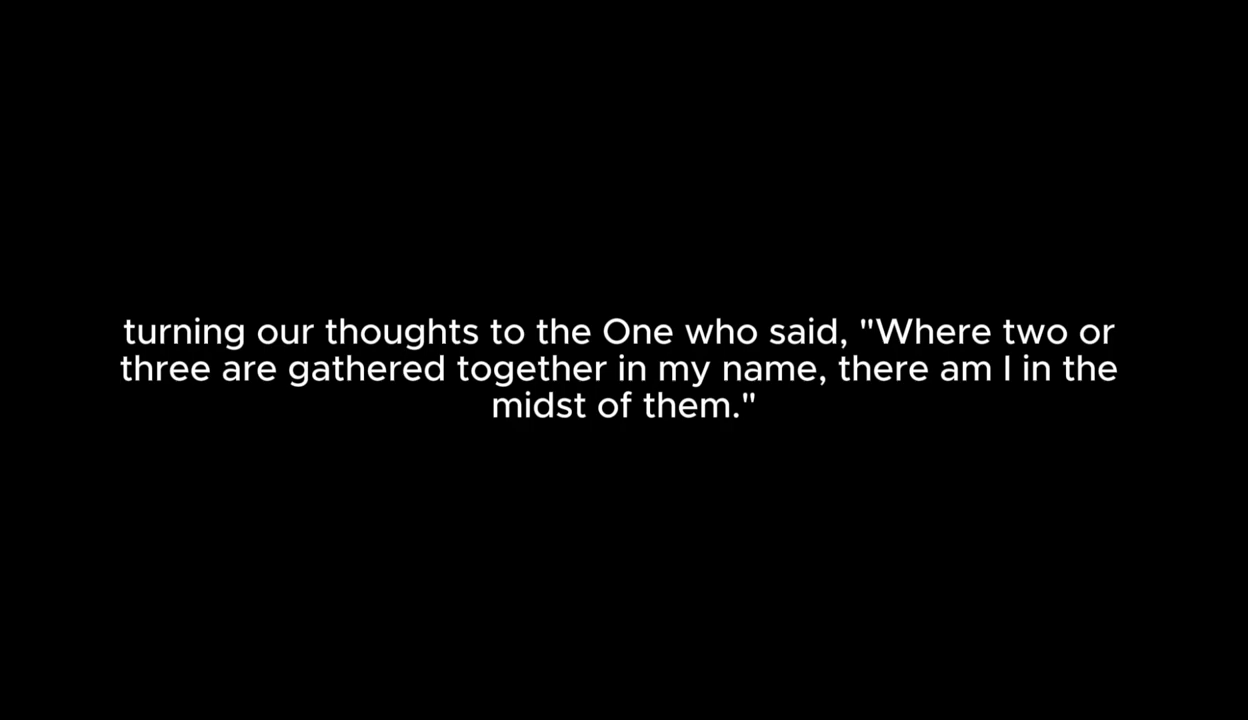 turning our thoughts to the One who said, "Where two or
three are gathered together in my name, there am I in the
midst of them."